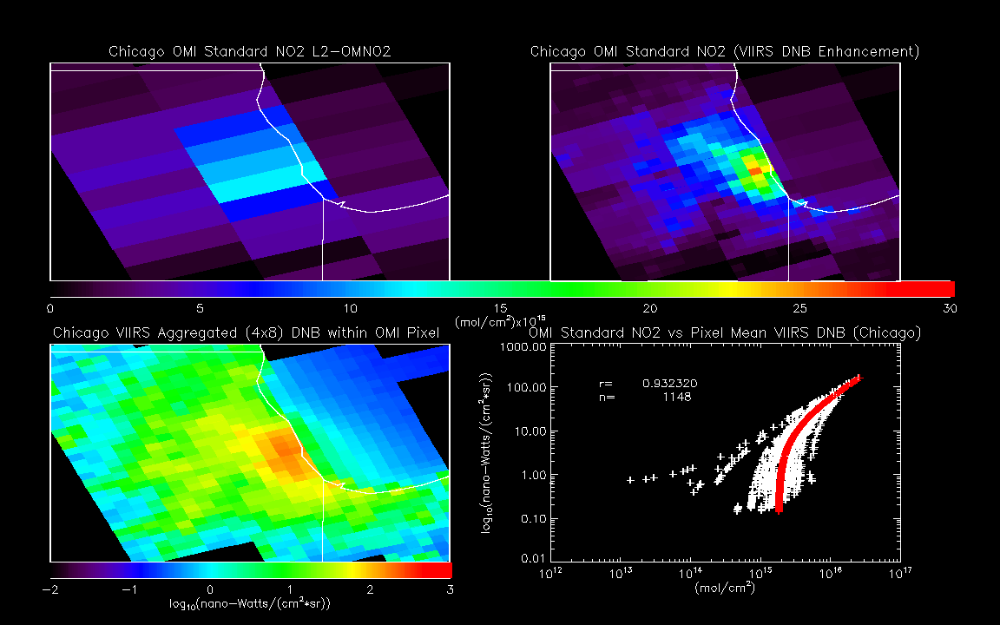 Chicago OMI Standard NO2 L2-OMNO2
Chicago OMI Standard NO2 (VIIRS DNB Enhancement)
0 5 10 15 20 25 30
(mol/cm²)x10¹⁵
Chicago VIIRS Aggregated (4x8) DNB within OMI Pixel
-2 -1 0 1 2 3
log₁₀(nano-Watts/(cm²*sr))
OMI Standard NO2 vs Pixel Mean VIIRS DNB (Chicago)
log₁₀(nano-Watts/(cm²*sr))
1000.00
100.00
10.00
1.00
0.10
0.01
r= 0.932320
n= 1148
10¹² 10¹³ 10¹⁴ 10¹⁵ 10¹⁶ 10¹⁷
(mol/cm²)